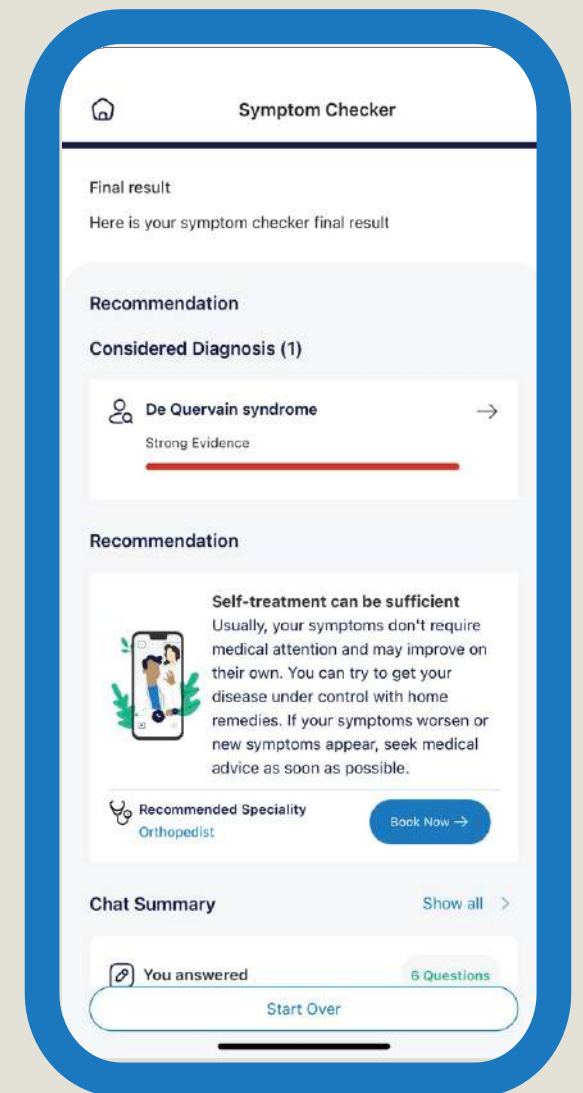 Symptom Checker
Final result
Here is your symptom checker final result
Recommendation
Considered Diagnosis (1)
De Quervain syndrome
Strong Evidence
Recommendation
Self-treatment can be sufficient
Usually, your symptoms don't require
medical attention and may improve on
their own. You can try to get your
disease under control with home
remedies. If your symptoms worsen or
new symptoms appear, seek medical
advice as soon as possible.
Recommended Speciality
Orthopedist
Book Now →
Chat Summary
Show all >
You answered
6 Questions
Start Over